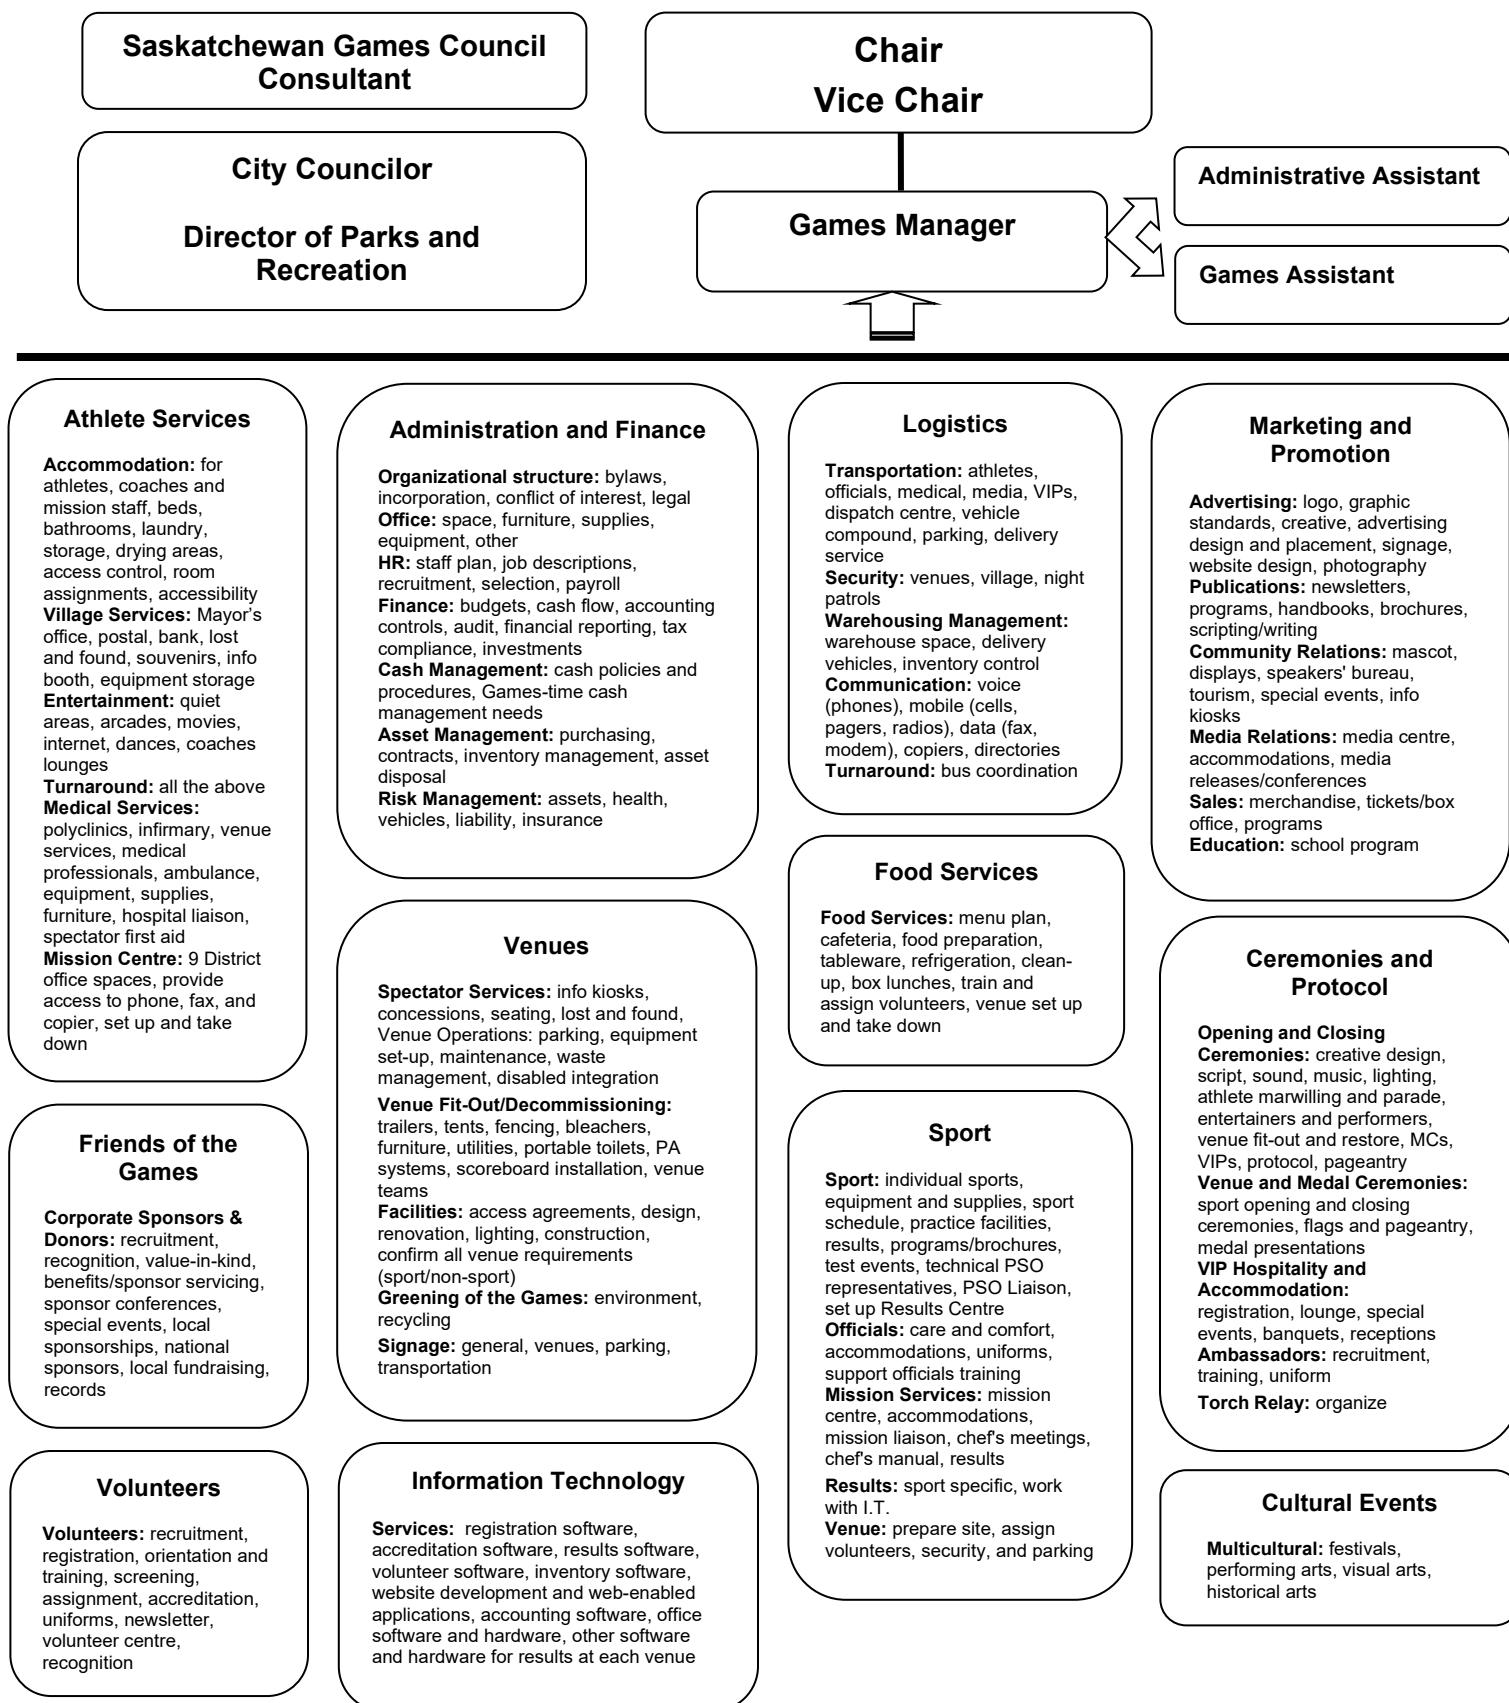 Saskatchewan Games Council
Consultant
Chair
Vice Chair
City Councilor
Director of Parks and
Recreation
Games Manager
Administrative Assistant
Games Assistant
Athlete Services
Accommodation: for
athletes, coaches and
mission staff, beds,
bathrooms, laundry,
storage, drying areas,
access control, room
assignments, accessibility
Village Services: Mayor's
office, postal, bank, lost
and found, souvenirs, info
booth, equipment storage
Entertainment: quiet
areas, arcades, movies,
internet, dances, coaches
lounges
Turnaround: all the above
Medical Services:
polyclinics, infirmary, venue
services, medical
professionals, ambulance,
equipment, supplies,
furniture, hospital liaison,
spectator first aid
Mission Centre: 9 District
office spaces, provide
access to phone, fax, and
copier, set up and take
down
Friends of the
Games
Corporate Sponsors &
Donors: recruitment,
recognition, value-in-kind,
benefits/sponsor servicing,
sponsor conferences,
special events, local
sponsorships, national
sponsors, local fundraising,
records
Volunteers
Volunteers: recruitment,
registration, orientation and
training, screening,
assignment, accreditation,
uniforms, newsletter,
volunteer centre,
recognition
Administration and Finance
Organizational structure: bylaws,
incorporation, conflict of interest, legal
Office: space, furniture, supplies,
equipment, other
HR: staff plan, job descriptions,
recruitment, selection, payroll
Finance: budgets, cash flow, accounting
controls, audit, financial reporting, tax
compliance, investments
Cash Management: cash policies and
procedures, Games-time cash
management needs
Asset Management: purchasing,
contracts, inventory management, asset
disposal
Risk Management: assets, health,
vehicles, liability, insurance
Venues
Spectator Services: info kiosks,
concessions, seating, lost and found,
Venue Operations: parking, equipment
set-up, maintenance, waste
management, disabled integration
Venue Fit-Out/Decommissioning:
trailers, tents, fencing, bleachers,
furniture, utilities, portable toilets, PA
systems, scoreboard installation, venue
teams
Facilities: access agreements, design,
renovation, lighting, construction,
confirm all venue requirements
(sport/non-sport)
Greening of the Games: environment,
recycling
Signage: general, venues, parking,
transportation
Information Technology
Services:  registration software,
accreditation software, results software,
volunteer software, inventory software,
website development and web-enabled
applications, accounting software, office
software and hardware, other software
and hardware for results at each venue
Logistics
Transportation: athletes,
officials, medical, media, VIPs,
dispatch centre, vehicle
compound, parking, delivery
service
Security: venues, village, night
patrols
Warehousing Management:
warehouse space, delivery
vehicles, inventory control
Communication: voice
(phones), mobile (cells,
pagers, radios), data (fax,
modem), copiers, directories
Turnaround: bus coordination
Food Services
Food Services: menu plan,
cafeteria, food preparation,
tableware, refrigeration, clean-
up, box lunches, train and
assign volunteers, venue set up
and take down
Sport
Sport: individual sports,
equipment and supplies, sport
schedule, practice facilities,
results, programs/brochures,
test events, technical PSO
representatives, PSO Liaison,
set up Results Centre
Officials: care and comfort,
accommodations, uniforms,
support officials training
Mission Services: mission
centre, accommodations,
mission liaison, chef's meetings,
chef's manual, results
Results: sport specific, work
with I.T.
Venue: prepare site, assign
volunteers, security, and parking
Marketing and
Promotion
Advertising: logo, graphic
standards, creative, advertising
design and placement, signage,
website design, photography
Publications: newsletters,
programs, handbooks, brochures,
scripting/writing
Community Relations: mascot,
displays, speakers' bureau,
tourism, special events, info
kiosks
Media Relations: media centre,
accommodations, media
releases/conferences
Sales: merchandise, tickets/box
office, programs
Education: school program
Ceremonies and
Protocol
Opening and Closing
Ceremonies: creative design,
script, sound, music, lighting,
athlete marwilling and parade,
entertainers and performers,
venue fit-out and restore, MCs,
VIPs, protocol, pageantry
Venue and Medal Ceremonies:
sport opening and closing
ceremonies, flags and pageantry,
medal presentations
VIP Hospitality and
Accommodation:
registration, lounge, special
events, banquets, receptions
Ambassadors: recruitment,
training, uniform
Torch Relay: organize
Cultural Events
Multicultural: festivals,
performing arts, visual arts,
historical arts